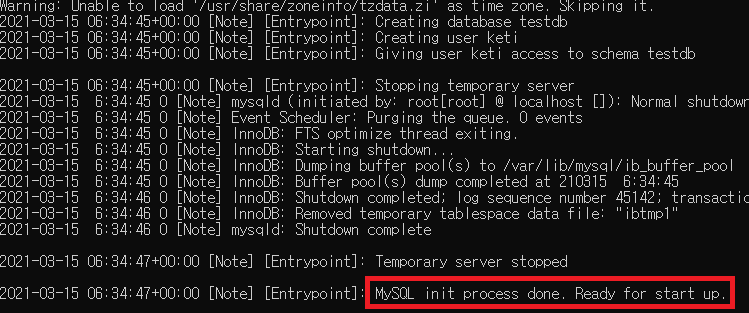 Warning: Unable to load '/usr/share/zoneinfo/tzdata.zi' as time zone. Skipping it.
2021-03-15 06:34:45+00:00 [Note] [Entrypoint]: Creating database testdb
2021-03-15 06:34:45+00:00 [Note] [Entrypoint]: Creating user keti
2021-03-15 06:34:45+00:00 [Note] [Entrypoint]: Giving user keti access to schema testdb
2021-03-15 06:34:45+00:00 [Note] [Entrypoint]: Stopping temporary server
2021-03-15  6:34:45 0 [Note] mysqld (initiated by: root[root] @ localhost []): Normal shutdown
2021-03-15  6:34:45 0 [Note] Event Scheduler: Purging the queue. 0 events
2021-03-15  6:34:45 0 [Note] InnoDB: FTS optimize thread exiting.
2021-03-15  6:34:45 0 [Note] InnoDB: Starting shutdown...
2021-03-15  6:34:45 0 [Note] InnoDB: Dumping buffer pool(s) to /var/lib/mysql/ib_buffer_pool
2021-03-15  6:34:45 0 [Note] InnoDB: Buffer pool(s) dump completed at 210315  6:34:45
2021-03-15  6:34:46 0 [Note] InnoDB: Shutdown completed; log sequence number 45142; transactio
2021-03-15  6:34:46 0 [Note] InnoDB: Removed temporary tablespace data file: "ibtmp1"
2021-03-15  6:34:46 0 [Note] mysqld: Shutdown complete
2021-03-15 06:34:47+00:00 [Note] [Entrypoint]: Temporary server stopped
2021-03-15 06:34:47+00:00 [Note] [Entrypoint]: MySQL init process done. Ready for start up.